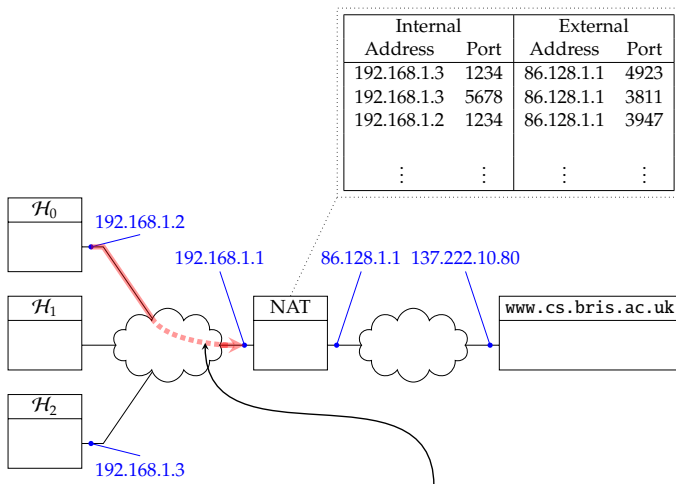 Internal External
Address Port Address Port
192.168.1.3 1234 86.128.1.1 4923
192.168.1.3 5678 86.128.1.1 3811
192.168.1.2 1234 86.128.1.1 3947
⋮ ⋮ ⋮ ⋮
H₀
192.168.1.2
192.168.1.1 86.128.1.1 137.222.10.80
H₁ NAT www.cs.bris.ac.uk
H₂
192.168.1.3